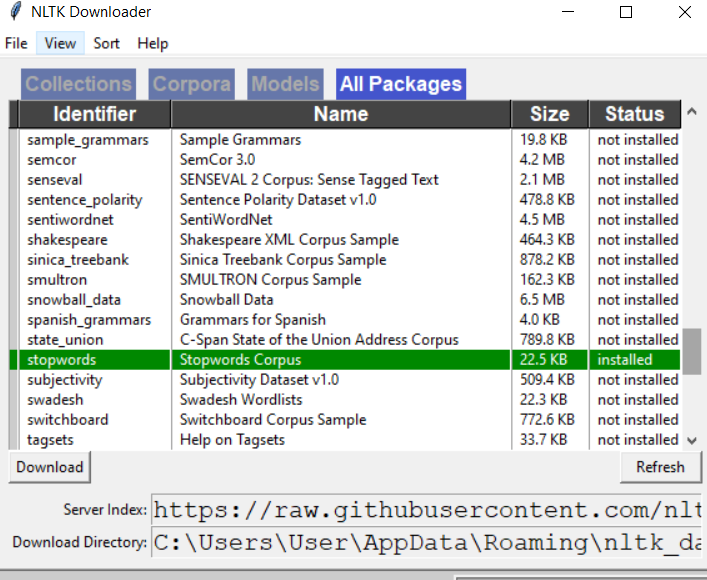 NLTK Downloader
File View Sort Help
Collections Corpora Models All Packages
Identifier Name Size Status
sample_grammars Sample Grammars 19.8 KB not installed
semcor SemCor 3.0 4.2 MB not installed
senseval SENSEVAL 2 Corpus: Sense Tagged Text 2.1 MB not installed
sentence_polarity Sentence Polarity Dataset v1.0 478.8 KB not installed
sentiwordnet SentiWordNet 4.5 MB not installed
shakespeare Shakespeare XML Corpus Sample 464.3 KB not installed
sinica_treebank Sinica Treebank Corpus Sample 878.2 KB not installed
smultron SMULTRON Corpus Sample 162.3 KB not installed
snowball_data Snowball Data 6.5 MB not installed
spanish_grammars Grammars for Spanish 4.0 KB not installed
state_union C-Span State of the Union Address Corpus 789.8 KB not installed
stopwords Stopwords Corpus 22.5 KB installed
subjectivity Subjectivity Dataset v1.0 509.4 KB not installed
swadesh Swadesh Wordlists 22.3 KB not installed
switchboard Switchboard Corpus Sample 772.6 KB not installed
tagsets Help on Tagsets 33.7 KB not installed
Download Refresh
Server Index: https://raw.githubusercontent.com/nlt
Download Directory: C:\Users\User\AppData\Roaming\nltk_da